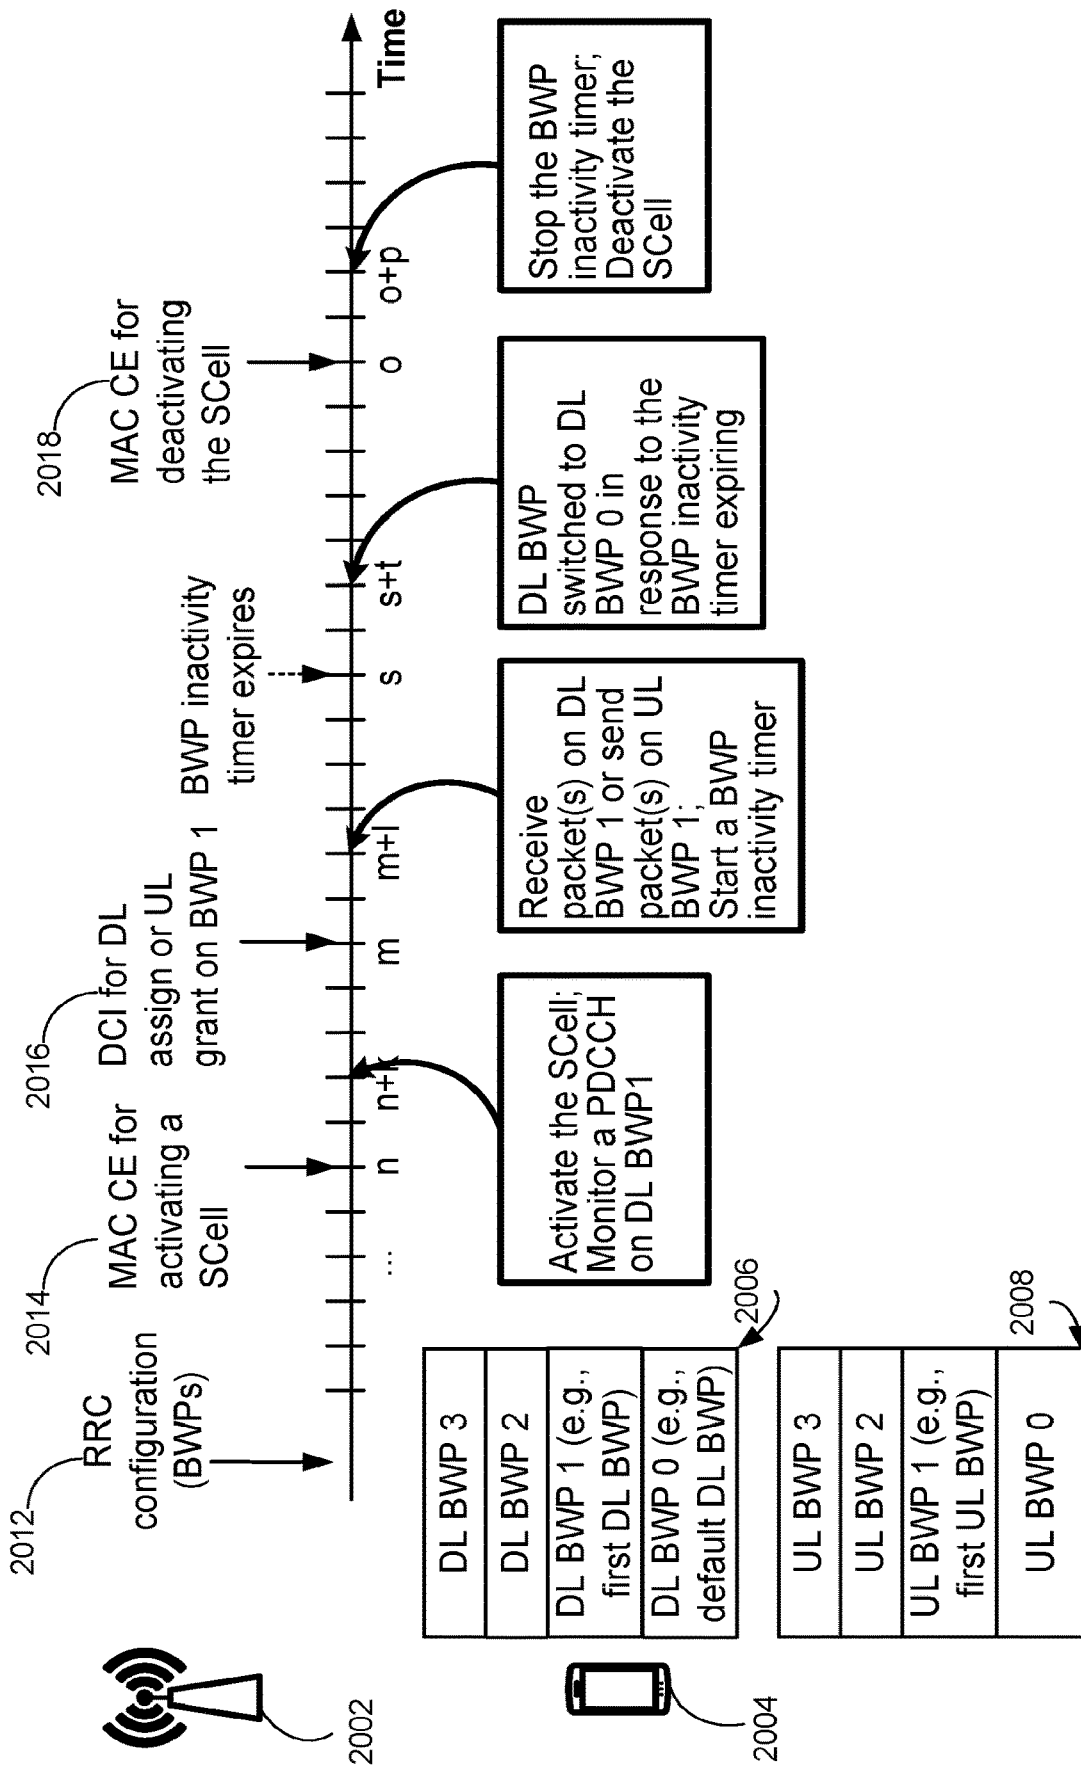 2012
RRC
configuration
(BWPs)
2014
MAC CE for
activating a
SCell
2016
DCI for DL
assign or UL
grant on BWP 1
BWP inactivity
timer expires
2018
MAC CE for
deactivating
the SCell
...
n
m
m+l
s
s+t
o
o+p
Time
2002
2004
DL BWP 3
DL BWP 2
DL BWP 1 (e.g.,
first DL BWP)
DL BWP 0 (e.g.,
default DL BWP)
2006
UL BWP 3
UL BWP 2
UL BWP 1 (e.g.,
first UL BWP)
UL BWP 0
2008
Activate the SCell;
Monitor a PDCCH
on DL BWP1
Receive
packet(s) on DL
BWP 1 or send
packet(s) on UL
BWP 1;
Start a BWP
inactivity timer
DL BWP
switched to DL
BWP 0 in
response to the
BWP inactivity
timer expiring
Stop the BWP
inactivity timer;
Deactivate the
SCell